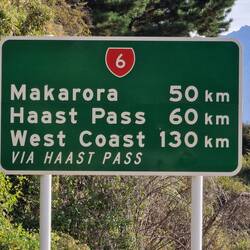 6
Makarora 50 km
Haast Pass 60 km
West Coast 130 km
VIA HAAST PASS